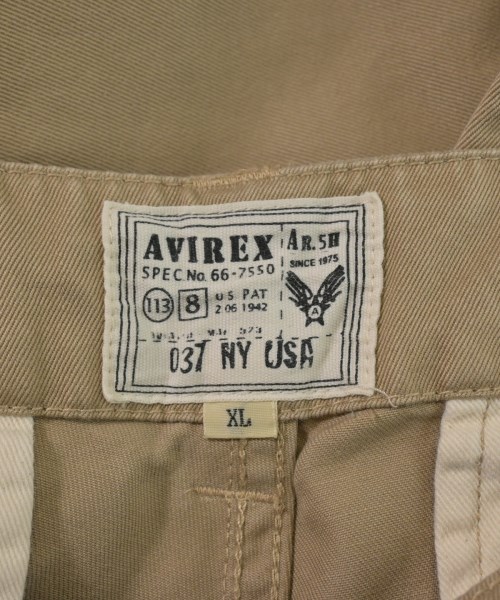 AVIREX
SPEC No. 66-7550
113 8 U S PAT
2 06 1942
AR.5H
SINCE 1975
A
037 NY USA
XL